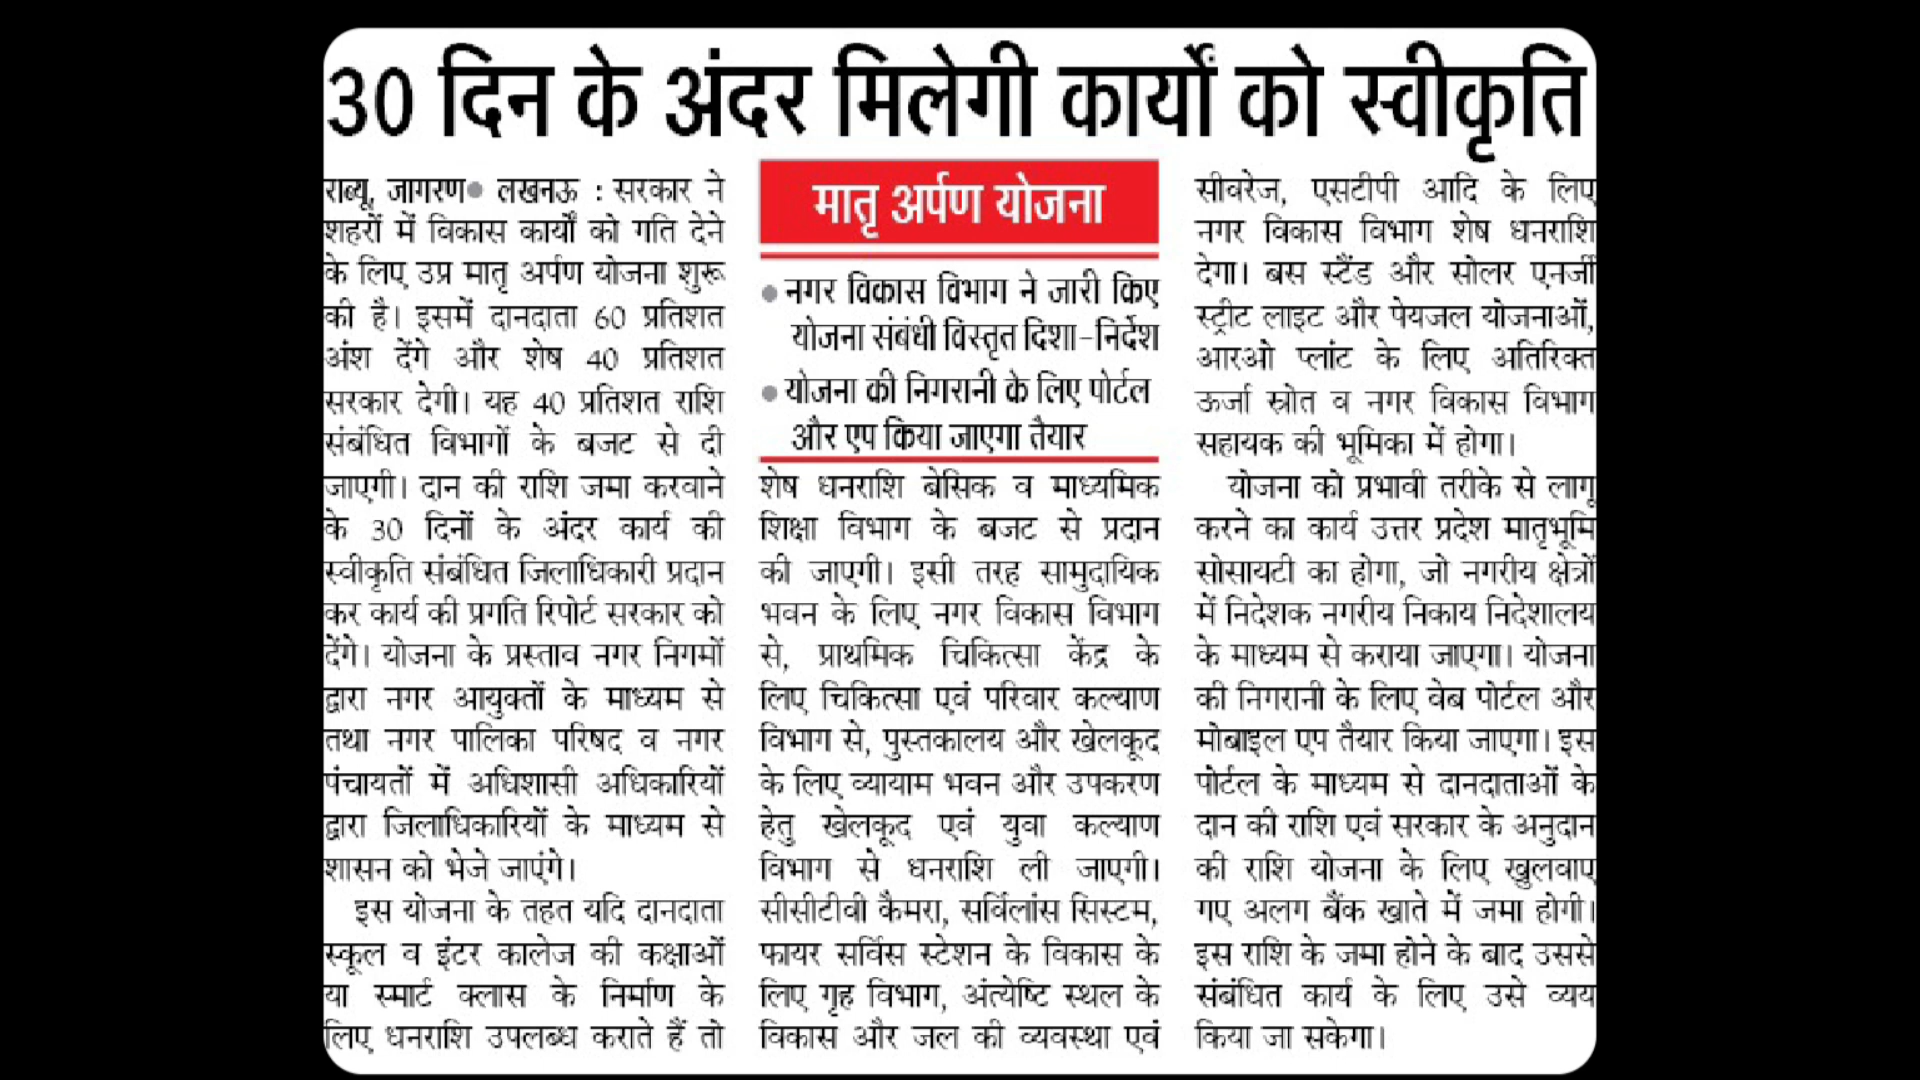 30 दिन के अंदर मिलेगी कार्यों को स्वीकृति
राब्यू, जागरण● लखनऊ : सरकार ने
शहरों में विकास कार्यों को गति देने
के लिए उप्र मातृ अर्पण योजना शुरू
की है। इसमें दानदाता 60 प्रतिशत
अंश देंगे और शेष 40 प्रतिशत
सरकार देगी। यह 40 प्रतिशत राशि
संबंधित विभागों के बजट से दी
जाएगी। दान की राशि जमा करवाने
के 30 दिनों के अंदर कार्य की
स्वीकृति संबंधित जिलाधिकारी प्रदान
कर कार्य की प्रगति रिपोर्ट सरकार को
देंगे। योजना के प्रस्ताव नगर निगमों
द्वारा नगर आयुक्तों के माध्यम से
तथा नगर पालिका परिषद व नगर
पंचायतों में अधिशासी अधिकारियों
द्वारा जिलाधिकारियों के माध्यम से
शासन को भेजे जाएंगे।
इस योजना के तहत यदि दानदाता
स्कूल व इंटर कालेज की कक्षाओं
या स्मार्ट क्लास के निर्माण के
लिए धनराशि उपलब्ध कराते हैं तो
मातृ अर्पण योजना
● नगर विकास विभाग ने जारी किए
योजना संबंधी विस्तृत दिशा-निर्देश
● योजना की निगरानी के लिए पोर्टल
और एप किया जाएगा तैयार
शेष धनराशि बेसिक व माध्यमिक
शिक्षा विभाग के बजट से प्रदान
की जाएगी। इसी तरह सामुदायिक
भवन के लिए नगर विकास विभाग
से, प्राथमिक चिकित्सा केंद्र के
लिए चिकित्सा एवं परिवार कल्याण
विभाग से, पुस्तकालय और खेलकूद
के लिए व्यायाम भवन और उपकरण
हेतु खेलकूद एवं युवा कल्याण
विभाग से धनराशि ली जाएगी।
सीसीटीवी कैमरा, सर्विलांस सिस्टम,
फायर सर्विस स्टेशन के विकास के
लिए गृह विभाग, अंत्येष्टि स्थल के
विकास और जल की व्यवस्था एवं
सीवरेज, एसटीपी आदि के लिए
नगर विकास विभाग शेष धनराशि
देगा। बस स्टैंड और सोलर एनर्जी
स्ट्रीट लाइट और पेयजल योजनाओं,
आरओ प्लांट के लिए अतिरिक्त
ऊर्जा स्रोत व नगर विकास विभाग
सहायक की भूमिका में होगा।
योजना को प्रभावी तरीके से लागू
करने का कार्य उत्तर प्रदेश मातृभूमि
सोसायटी का होगा, जो नगरीय क्षेत्रों
में निदेशक नगरीय निकाय निदेशालय
के माध्यम से कराया जाएगा। योजना
की निगरानी के लिए वेब पोर्टल और
मोबाइल एप तैयार किया जाएगा। इस
पोर्टल के माध्यम से दानदाताओं के
दान की राशि एवं सरकार के अनुदान
की राशि योजना के लिए खुलवाए
गए अलग बैंक खाते में जमा होगी।
इस राशि के जमा होने के बाद उससे
संबंधित कार्य के लिए उसे व्यय
किया जा सकेगा।